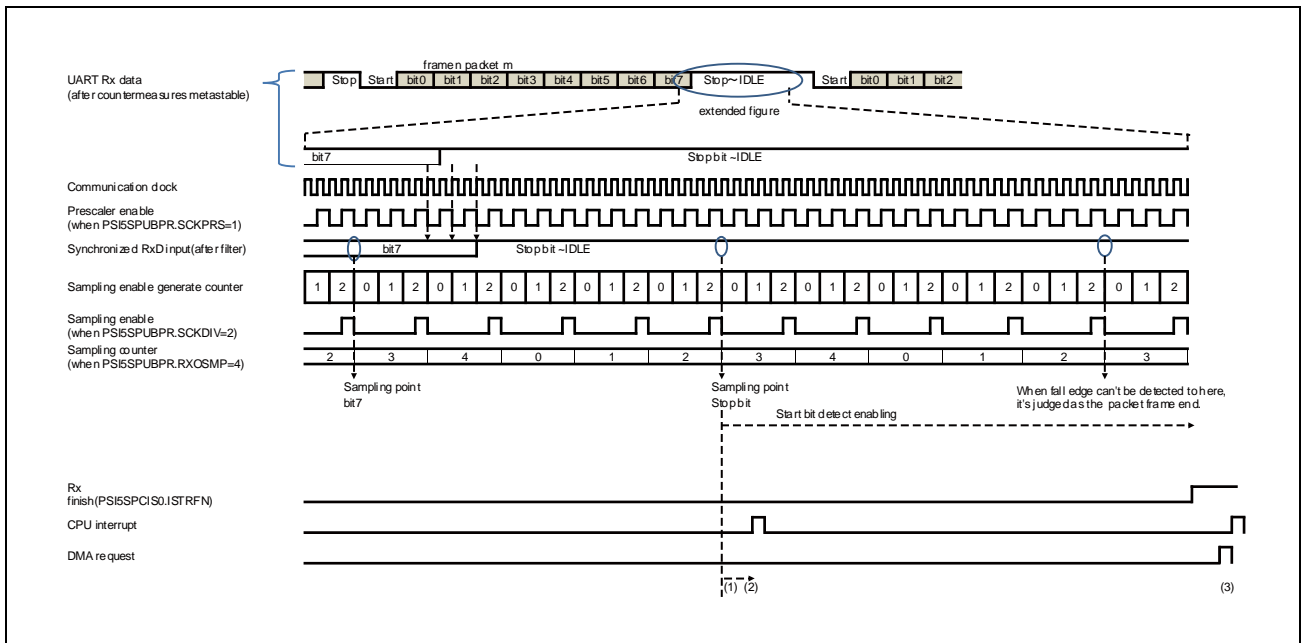 frame n packet m
UART Rx data
(after countermeasures metastable)
Stop Start bit0 bit1 bit2 bit3 bit4 bit5 bit6 bit7 Stop~IDLE Start bit0 bit1 bit2
extended figure
bit7 Stopbit ~IDLE
Communication clock
Prescaler enable
(when PSI5SPUBPR.SCKPRS=1)
Synchronized RxD input(after filter) bit7 Stopbit~IDLE
Sampling enable generate counter 1 2 0 1 2 0 1 2 0 1 2 0 1 2 0 1 2 0 1 2 0 1 2 0 1 2 0 1 2 0 1 2 0 1 2
Sampling enable
(when PSI5SPUBPR.SCKDIV=2)
Sampling counter
(when PSI5SPUBPR.RXOSMP=4) 2 3 4 0 1 2 3 4 0 1 2 3
Sampling point
bit7
Sampling point
Stopbit
When fall edge can't be detected to here,
it's judged as the packet frame end.
Start bit detect enabling
Rx
finish(PSI5SPCIS0.ISTRFN)
CPU interrupt
DMA request
(1) (2) (3)